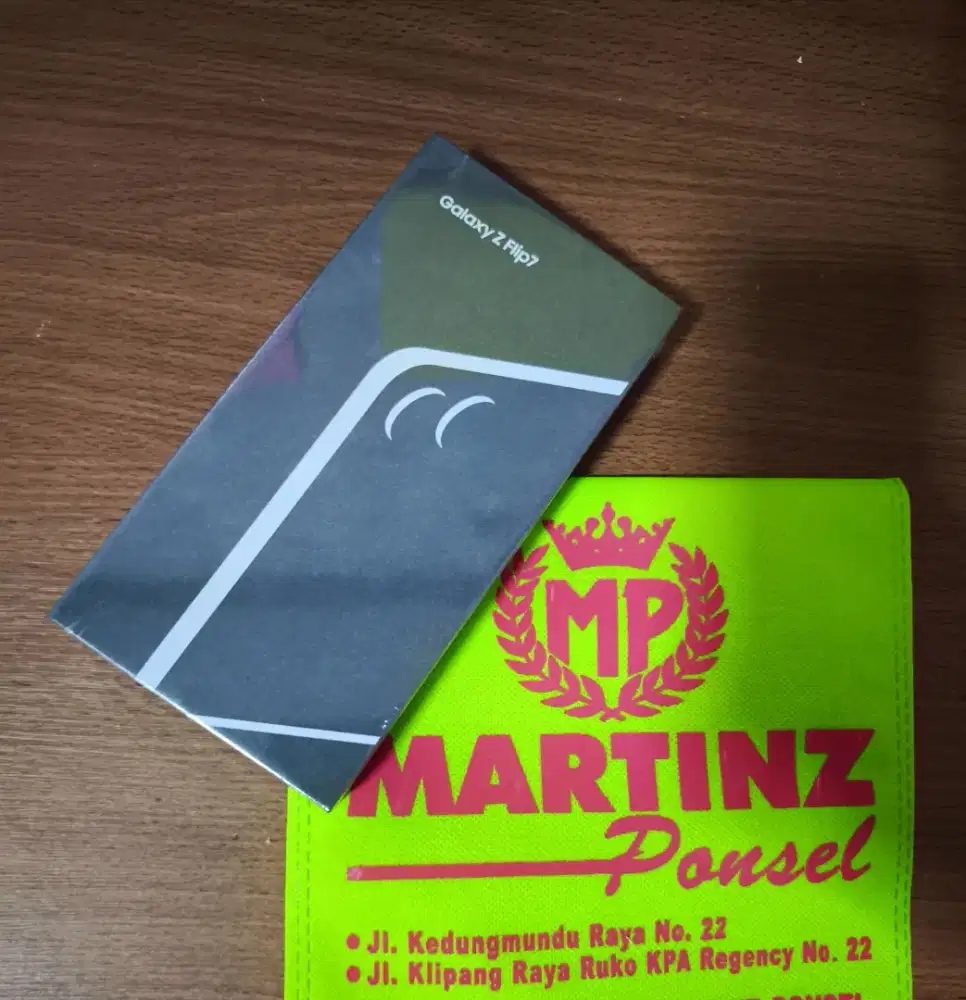 Galaxy Z Flip7
MP
MARTINZ
Ponsel
• Jl. Kedungmundu Raya No. 22
• Jl. Klipang Raya Ruko KPA Regency No. 22